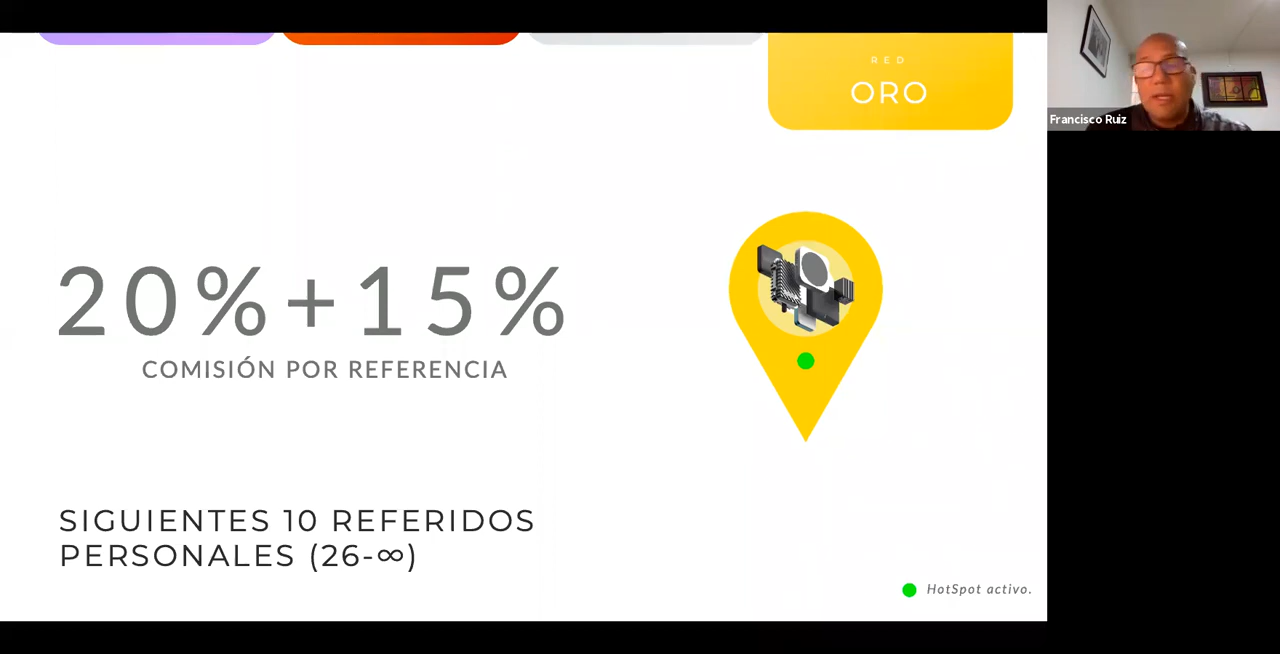 RED
ORO
Francisco Ruiz
20%+15%
COMISIÓN POR REFERENCIA
SIGUIENTES 10 REFERIDOS
PERSONALES (26-∞)
HotSpot activo.